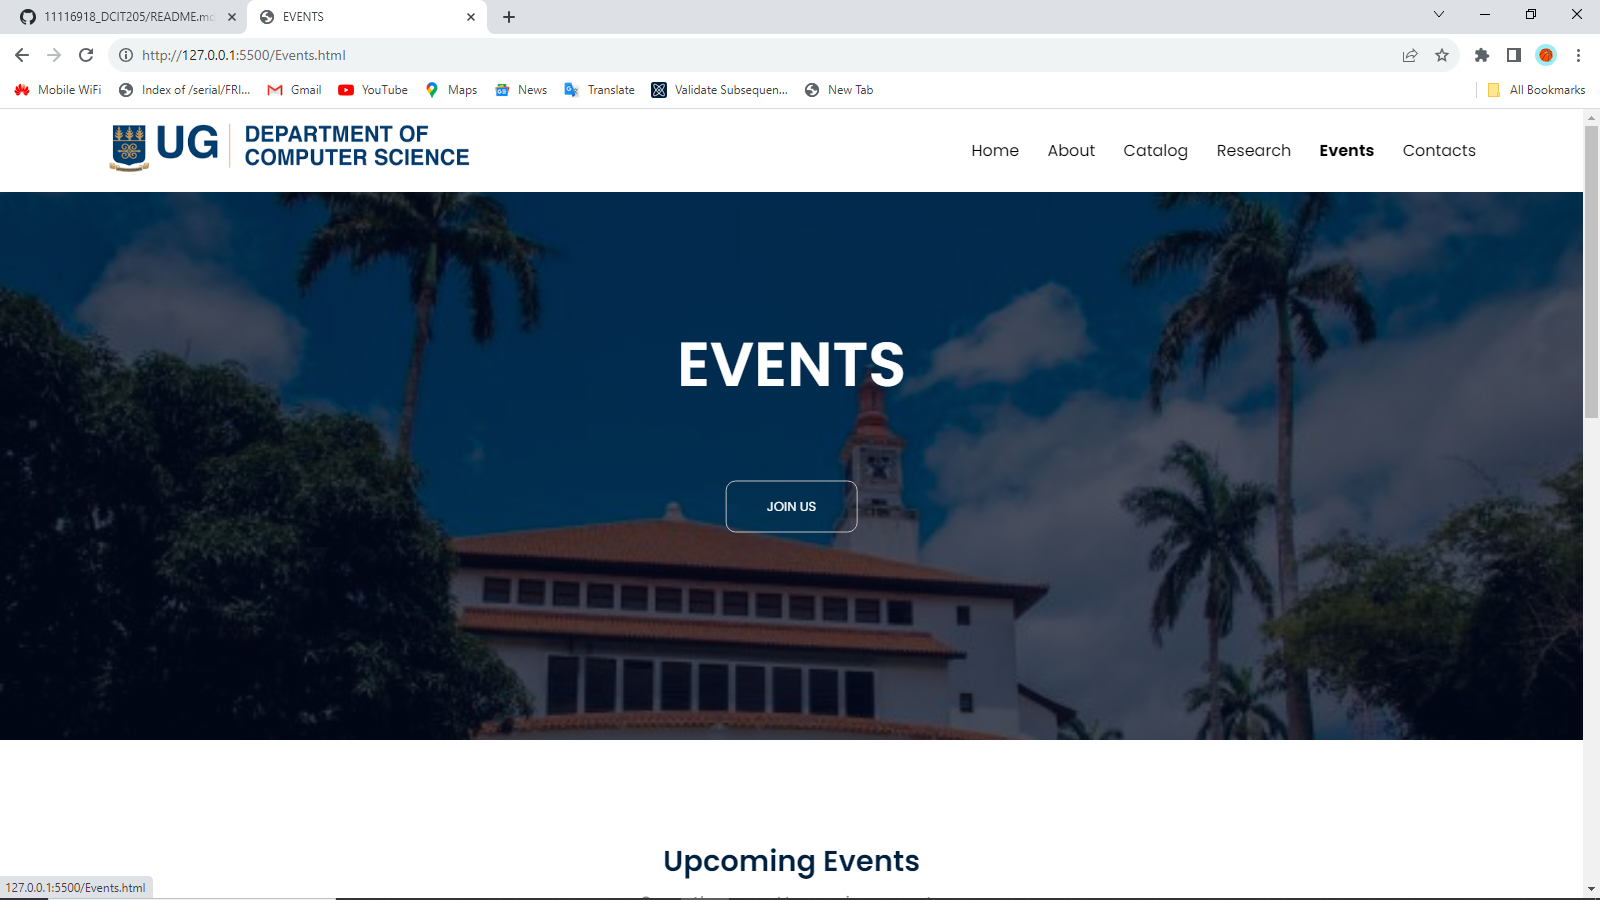 11116918_DCIT205/README.md
EVENTS
http://127.0.0.1:5500/Events.html
Mobile WiFi
Index of /serial/FRI...
Gmail
YouTube
Maps
News
Translate
Validate Subsequen...
New Tab
All Bookmarks
UG
DEPARTMENT OF
COMPUTER SCIENCE
Home About Catalog Research Events Contacts
EVENTS
JOIN US
Upcoming Events
127.0.0.1:5500/Events.html